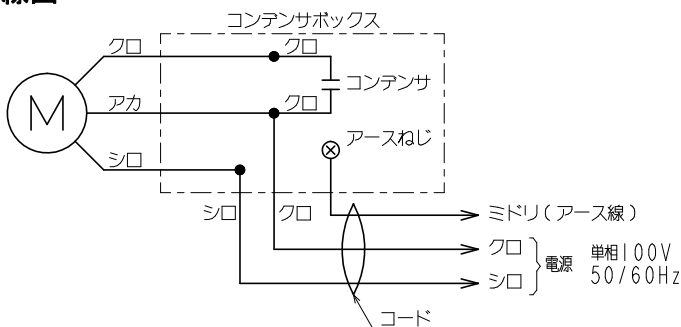 コンデンサボックス
クロ
クロ
コンデンサ
M
アカ
クロ
アースねじ
シロ
シロ
クロ
ミドリ(アース線)
クロ
シロ
電源
単相100V
50/60Hz
コード